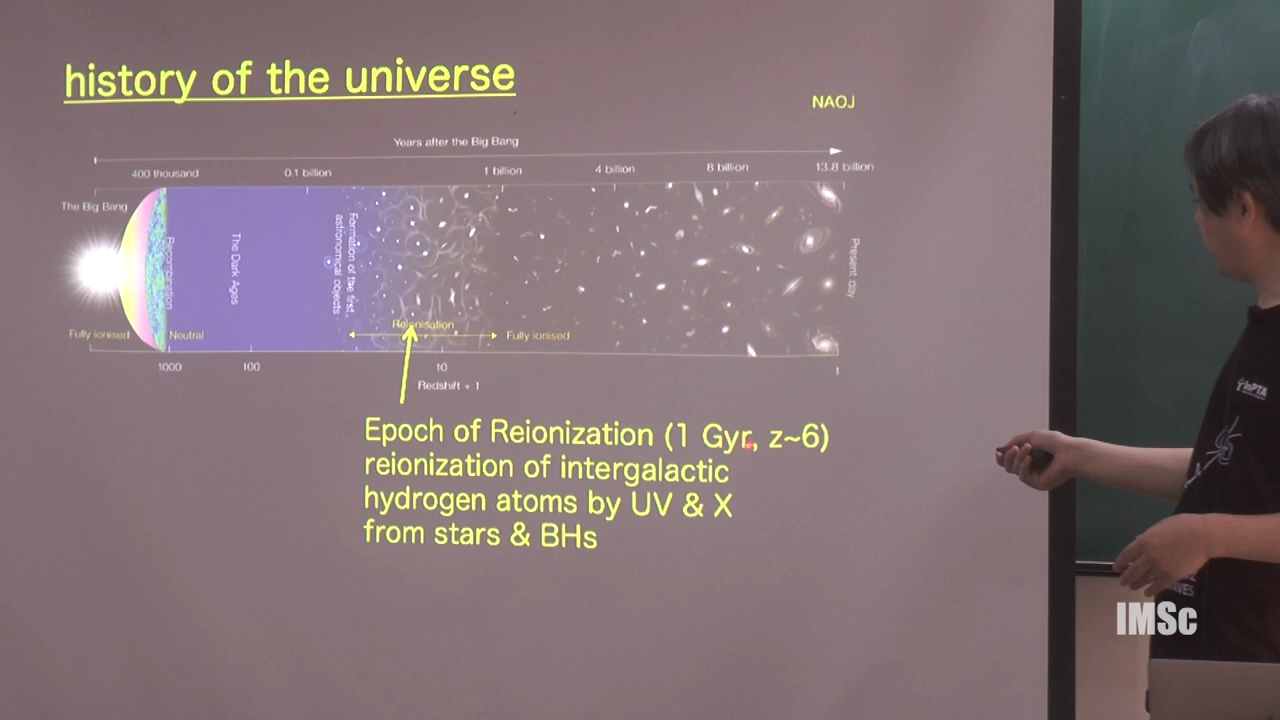 history of the universe
NAOJ
Years after the Big Bang
400 thousand 0.1 billion 1 billion 4 billion 8 billion 13.8 billion
The Big Bang
Recombination
The Dark Ages
Formation of the first
astronomical objects
Present day
Fully ionised Neutral Reionisation Fully ionised
1000 100 10 1
Redshift + 1
Epoch of Reionization (1 Gyr, z~6)
reionization of intergalactic
hydrogen atoms by UV & X
from stars & BHs
InPTA
IMSc